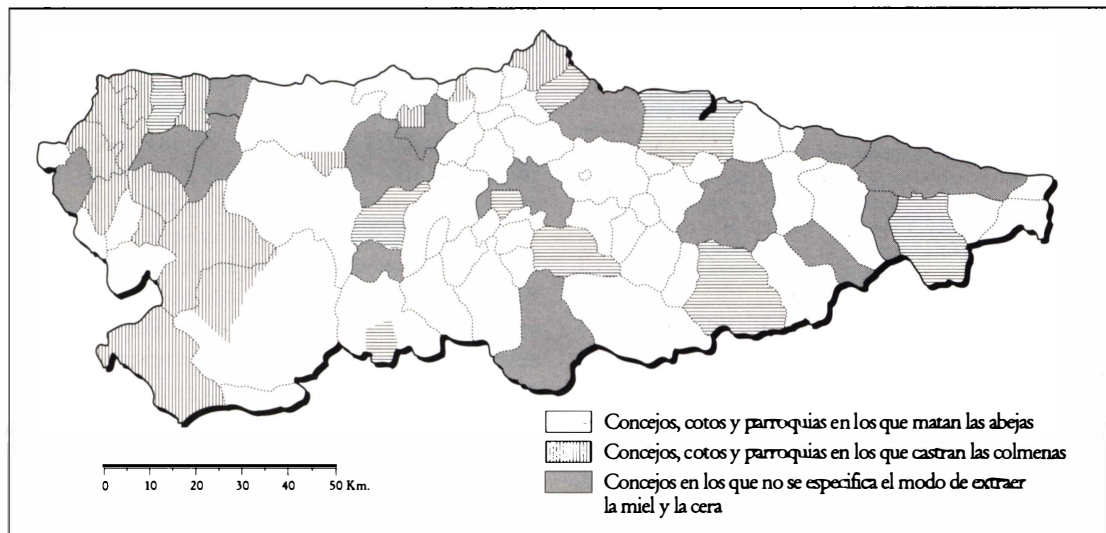 Concejos, cotos y parroquias en los que matan las abejas
Concejos, cotos y parroquias en los que castran las colmenas
Concejos en los que no se especifica el modo de extraer
la miel y la cera
0 10 20 30 40 50 Km.